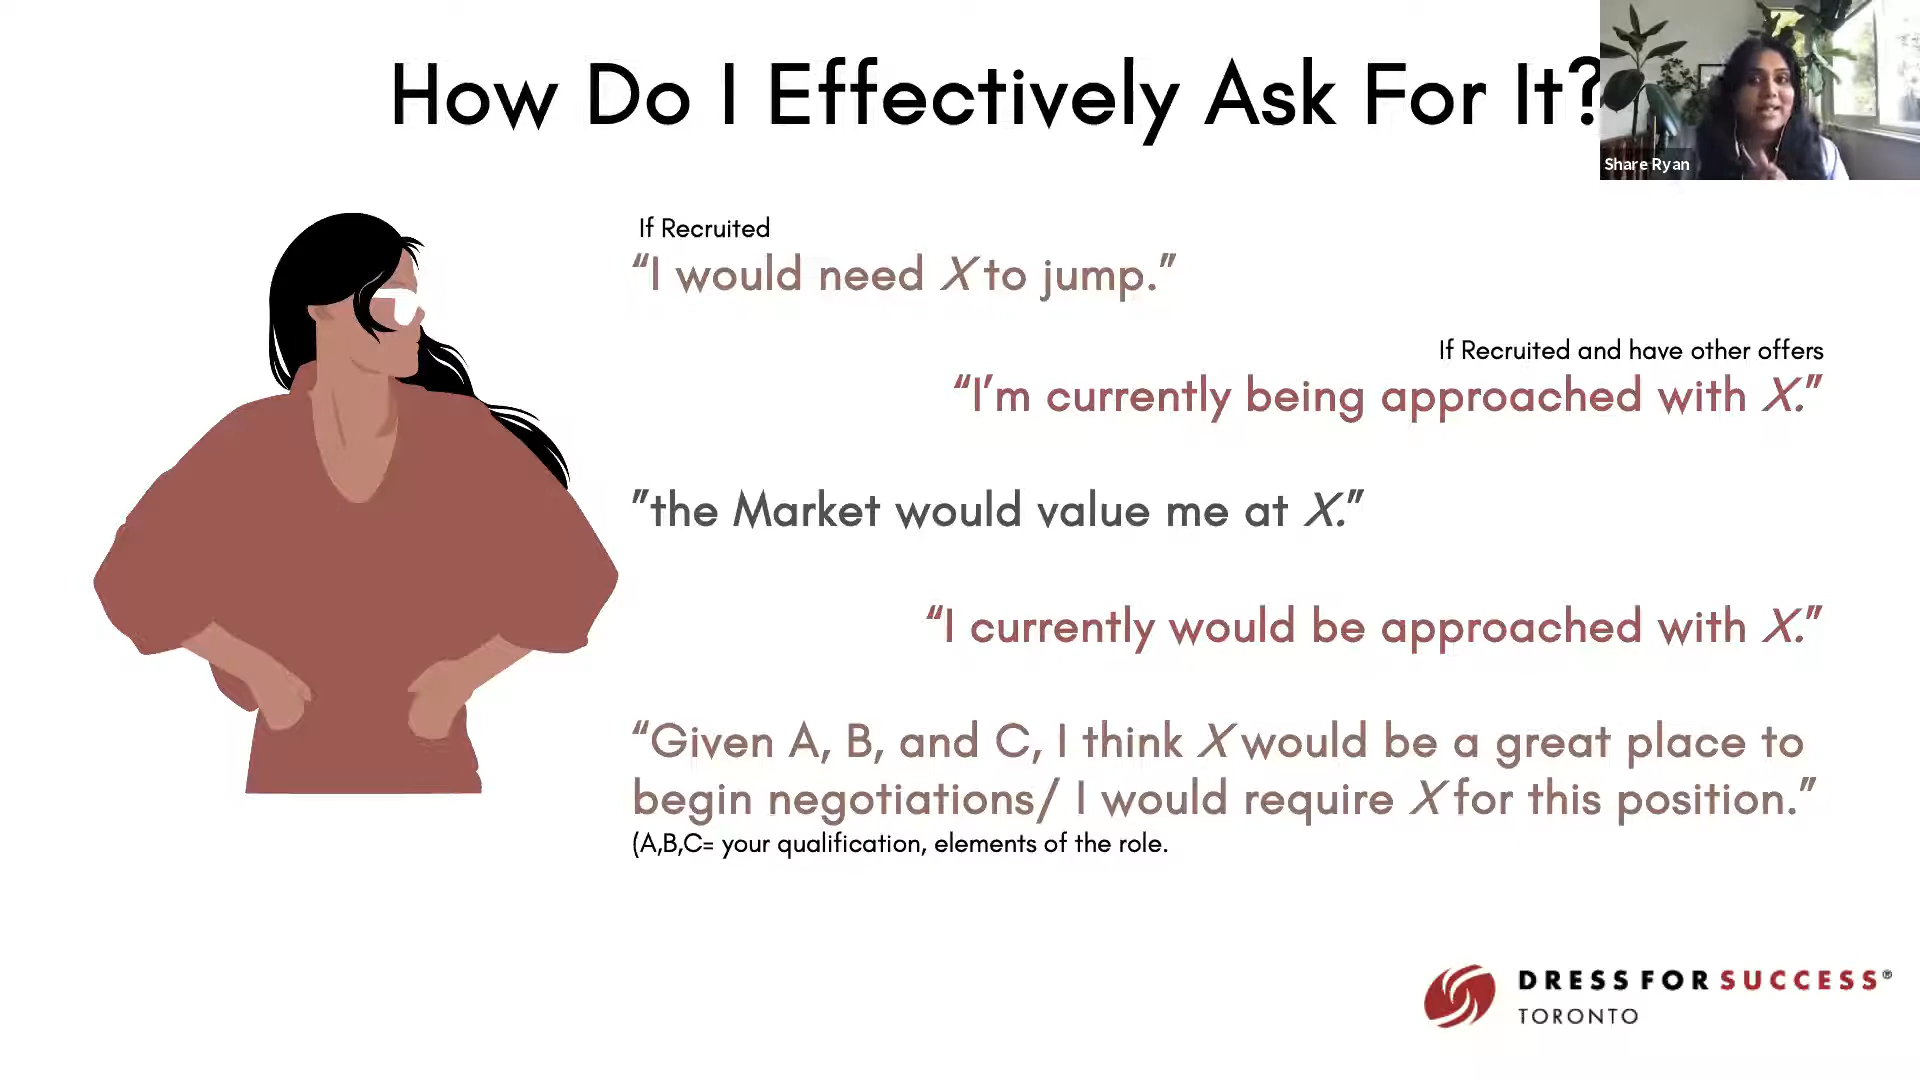 How Do I Effectively Ask For It?
Share Ryan
If Recruited
“I would need X to jump.”
If Recruited and have other offers
“I’m currently being approached with X.”
”the Market would value me at X.”
“I currently would be approached with X.”
“Given A, B, and C, I think X would be a great place to
begin negotiations/ I would require X for this position.”
(A,B,C= your qualification, elements of the role.
DRESS FOR SUCCESS®
TORONTO